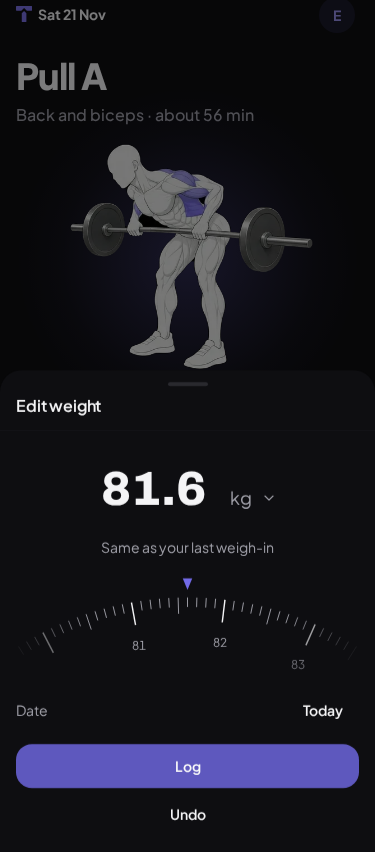 Sat 21 Nov
E
Pull A
Back and biceps · about 56 min
Edit weight
81.6 kg
Same as your last weigh-in
81
82
83
Date
Today
Log
Undo